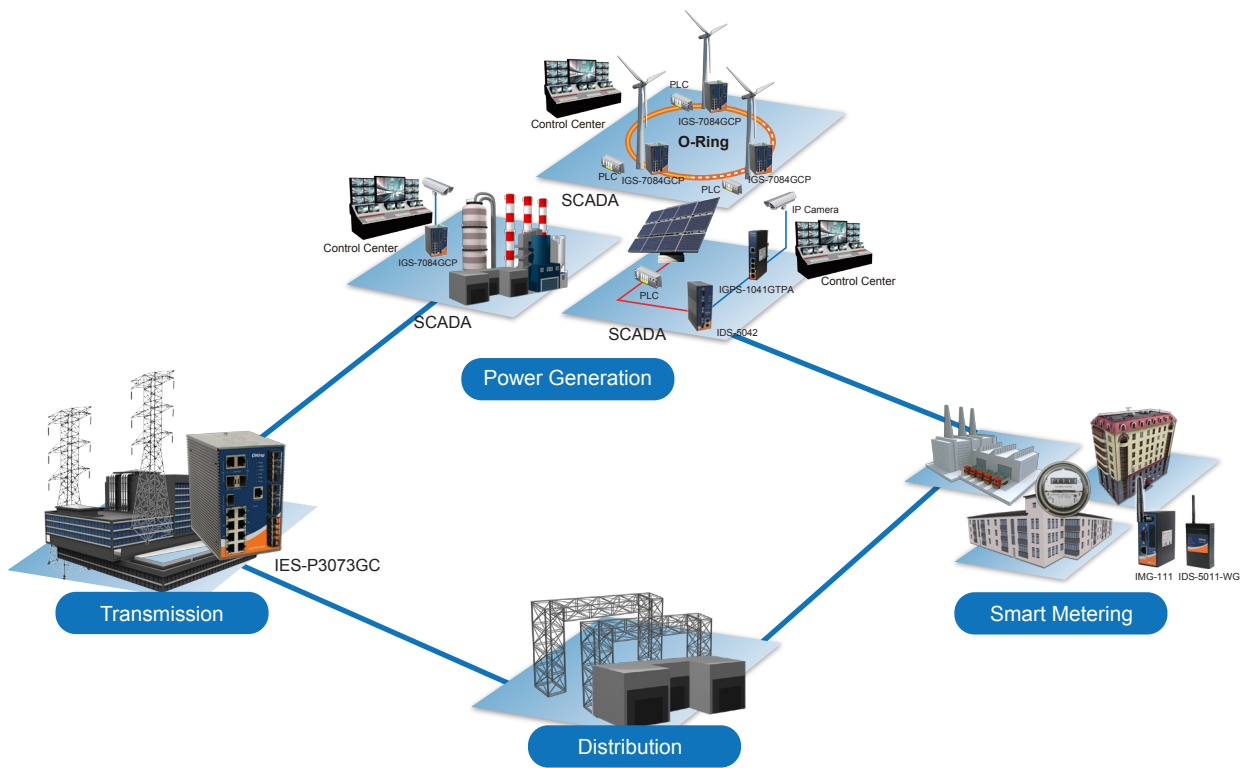 PLC
Control Center
IGS-7084GCP
O-Ring
PLC
IGS-7084GCP
PLC
IGS-7084GCP
SCADA
IP Camera
Control Center
IGS-7084GCP
PLC
IGPS-1041GTPA
Control Center
SCADA
SCADA
IDS-5042
Power Generation
ORing
IES-P3073GC
Transmission
IMG-111
IDS-5011-WG
Smart Metering
Distribution